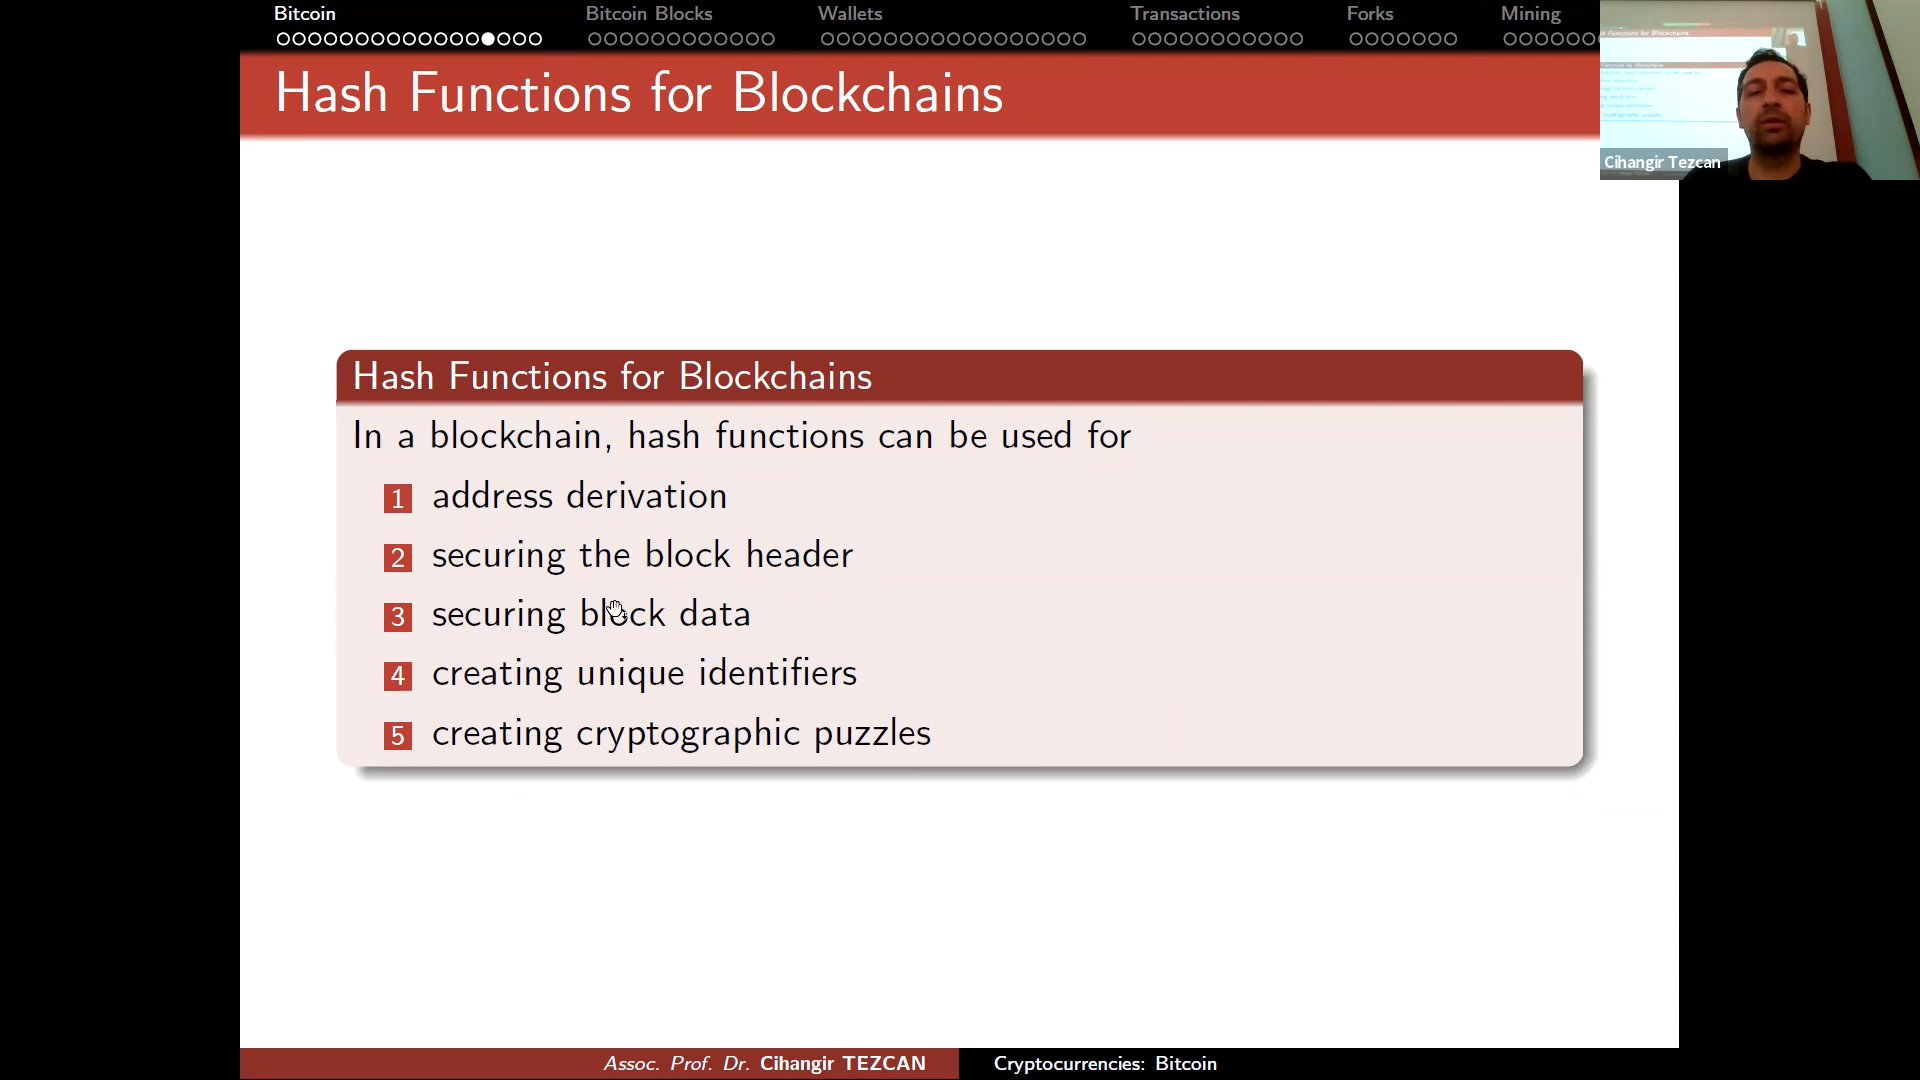 Bitcoin Bitcoin Blocks Wallets Transactions Forks Mining
Hash Functions for Blockchains
Cihangir Tezcan
Hash Functions for Blockchains
In a blockchain, hash functions can be used for
1 address derivation
2 securing the block header
3 securing block data
4 creating unique identifiers
5 creating cryptographic puzzles
Assoc. Prof. Dr. Cihangir TEZCAN Cryptocurrencies: Bitcoin